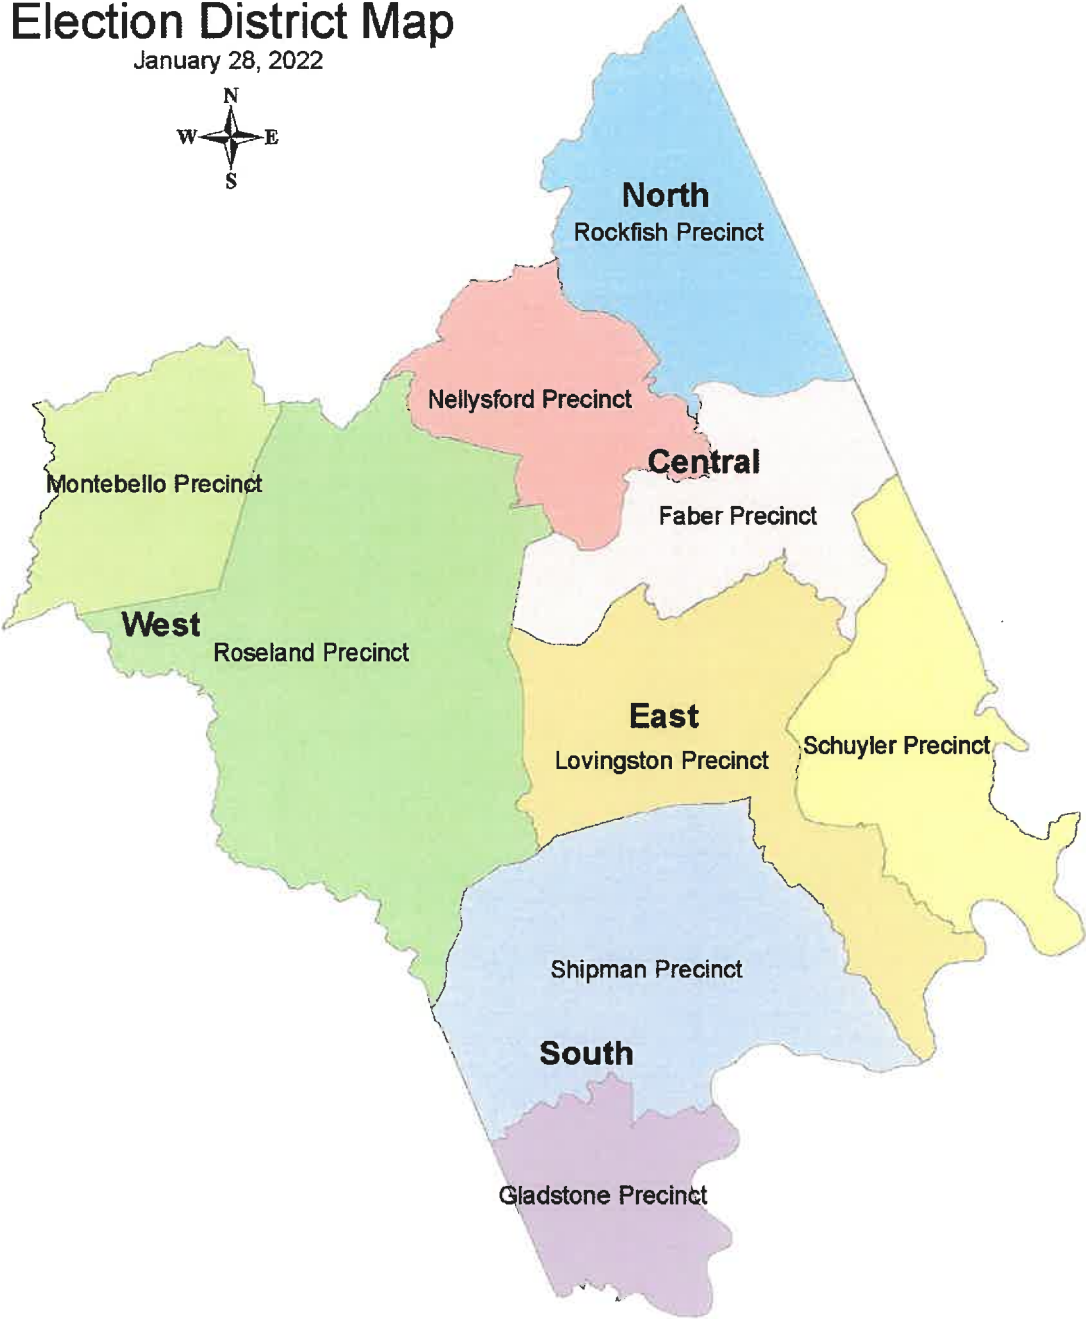 Election District Map
January 28, 2022
N
W E
S
North
Rockfish Precinct
Nellysford Precinct
Central
Montebello Precinct
Faber Precinct
West
Roseland Precinct
East
Schuyler Precinct
Lovingston Precinct
Shipman Precinct
South
Gladstone Precinct